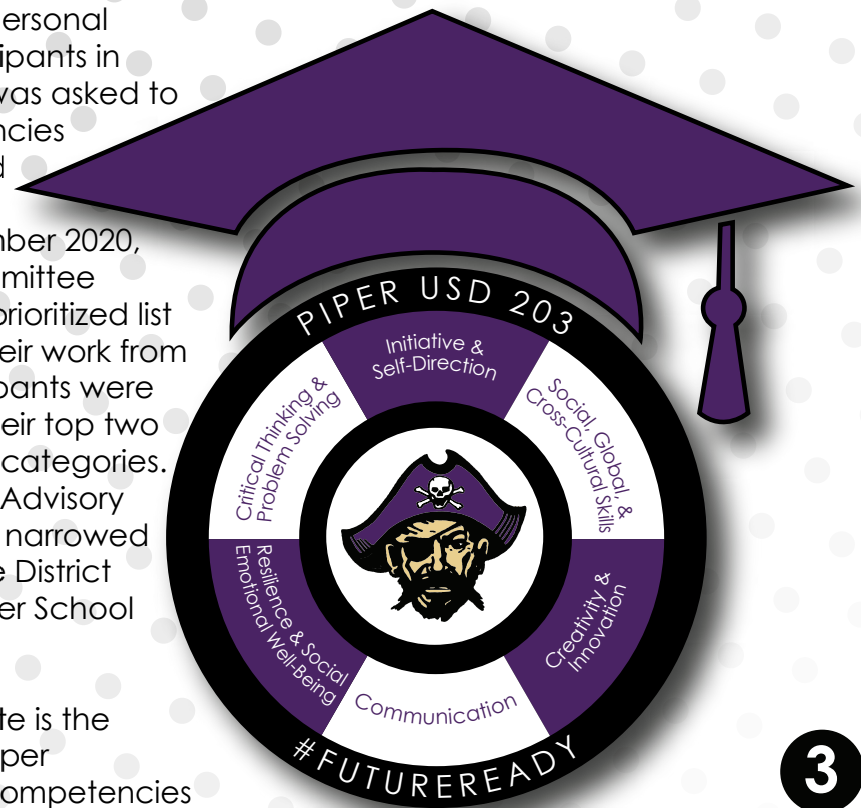 ersonal
ipants in
was asked to
ncies
d
mber 2020,
mmittee
prioritized list
eir work from
pants were
eir top two
categories.
Advisory
narrowed
e District
er School
te is the
per
ompetencies
PIPER USD 203
Initiative &
Self-Direction
Social, Global, &
Cross-Cultural Skills
Creativity &
Innovation
Communication
Resilience & Social
Emotional Well-Being
Critical Thinking &
Problem Solving
#FUTUREREADY
3